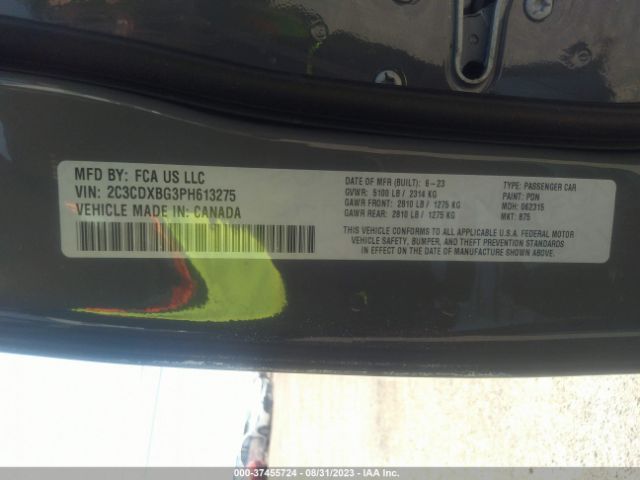 MFD BY: FCA US LLC
VIN: 2C3CDXBG3PH613275
VEHICLE MADE IN: CANADA
DATE OF MFR (BUILT): 6-23
GVWR: 5100 LB / 2314 KG
GAWR FRONT: 2810 LB / 1275 KG
GAWR REAR: 2810 LB / 1275 KG
TYPE: PASSENGER CAR
PAINT: PDN
MDH: 062315
MKT: 875
THIS VEHICLE CONFORMS TO ALL APPLICABLE U.S.A. FEDERAL MOTOR
VEHICLE SAFETY, BUMPER, AND THEFT PREVENTION STANDARDS
IN EFFECT ON THE DATE OF MANUFACTURE SHOWN ABOVE.
000-37455724 - 08/31/2023 - IAA Inc.